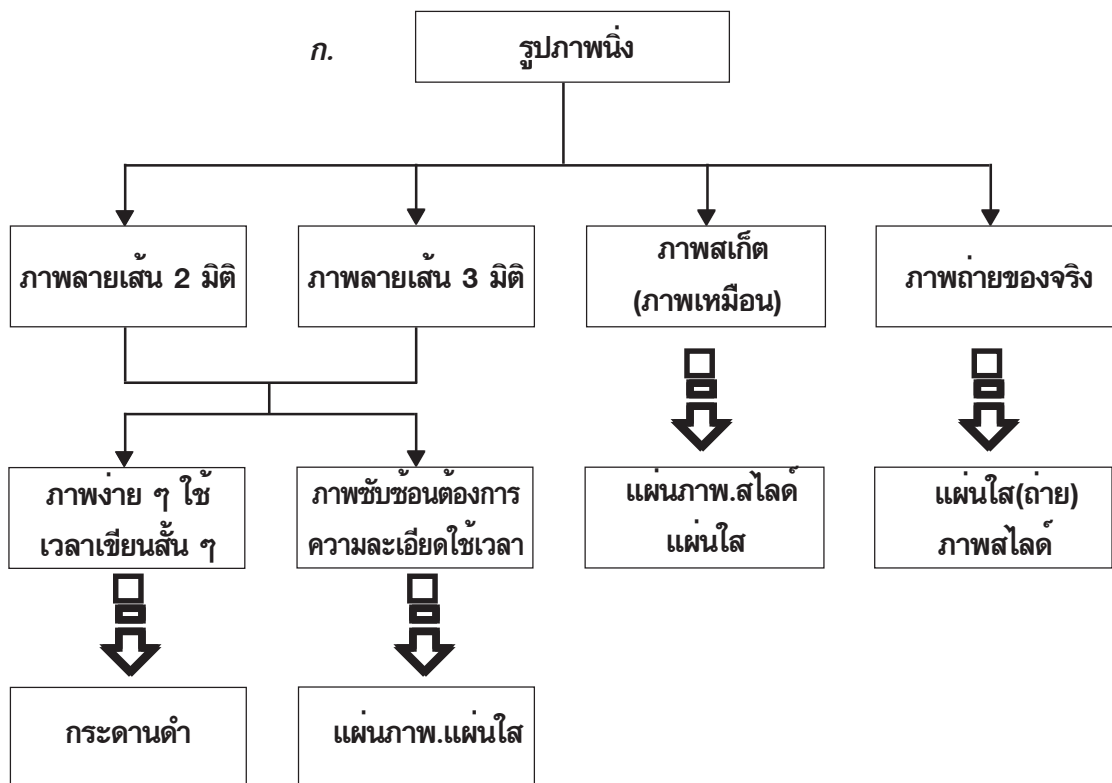 ก.
รูปภาพนิ่ง
ภาพลายเส้น 2 มิติ
ภาพลายเส้น 3 มิติ
ภาพสเก็ต
(ภาพเหมือน)
ภาพถ่ายของจริง
ภาพง่าย ๆ ใช้
เวลาเขียนสั้น ๆ
ภาพซับซ้อนต้องการ
ความละเอียดใช้เวลา
แผ่นภาพ.สไลด์
แผ่นใส
แผ่นใส(ถ่าย)
ภาพสไลด์
กระดานดำ
แผ่นภาพ.แผ่นใส